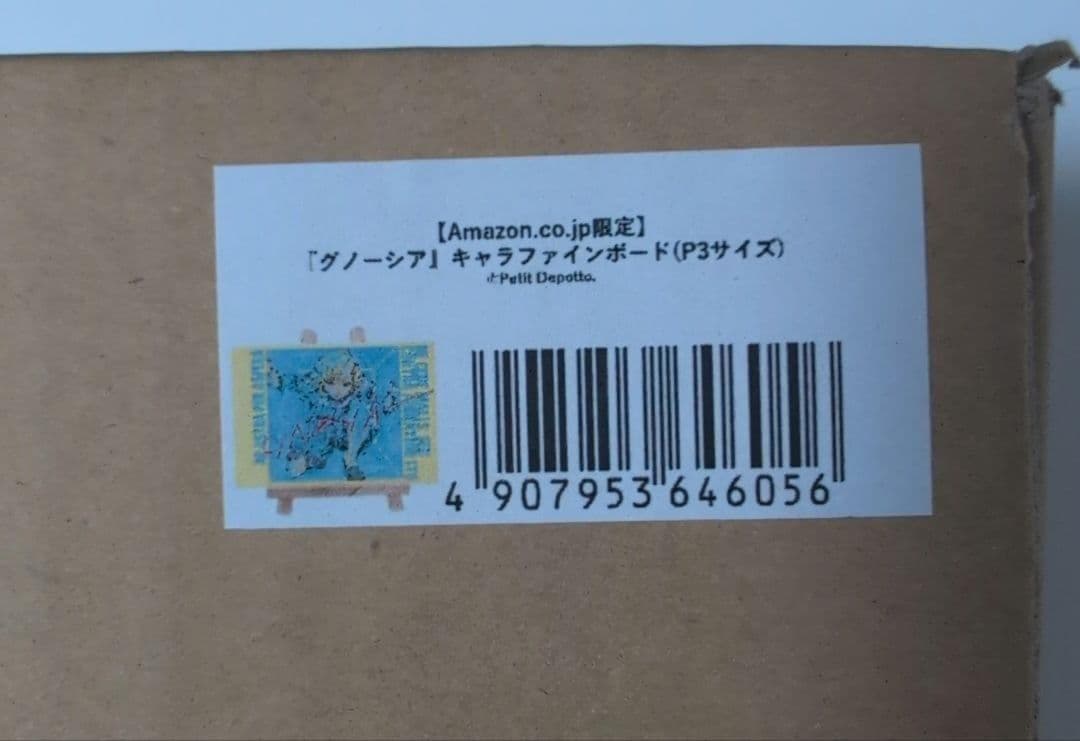 【Amazon.co.jp限定】
『グノーシア』 キャラファインボード(P3サイズ)
Petit Depotto.
4 907953 646056